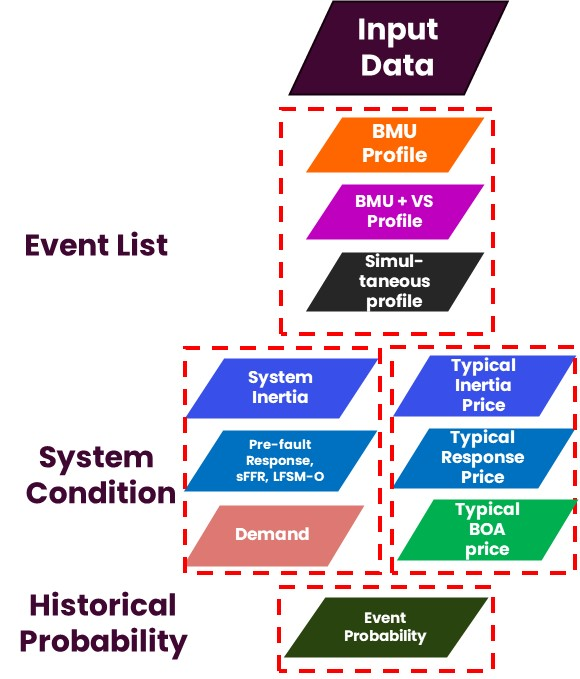 Input
Data
Event List
BMU
Profile
BMU + VS
Profile
Simul-
taneous
profile
System
Condition
System
Inertia
Pre-fault
Response,
sFFR, LFSM-O
Demand
Typical
Inertia
Price
Typical
Response
Price
Typical
BOA
price
Historical
Probability
Event
Probability